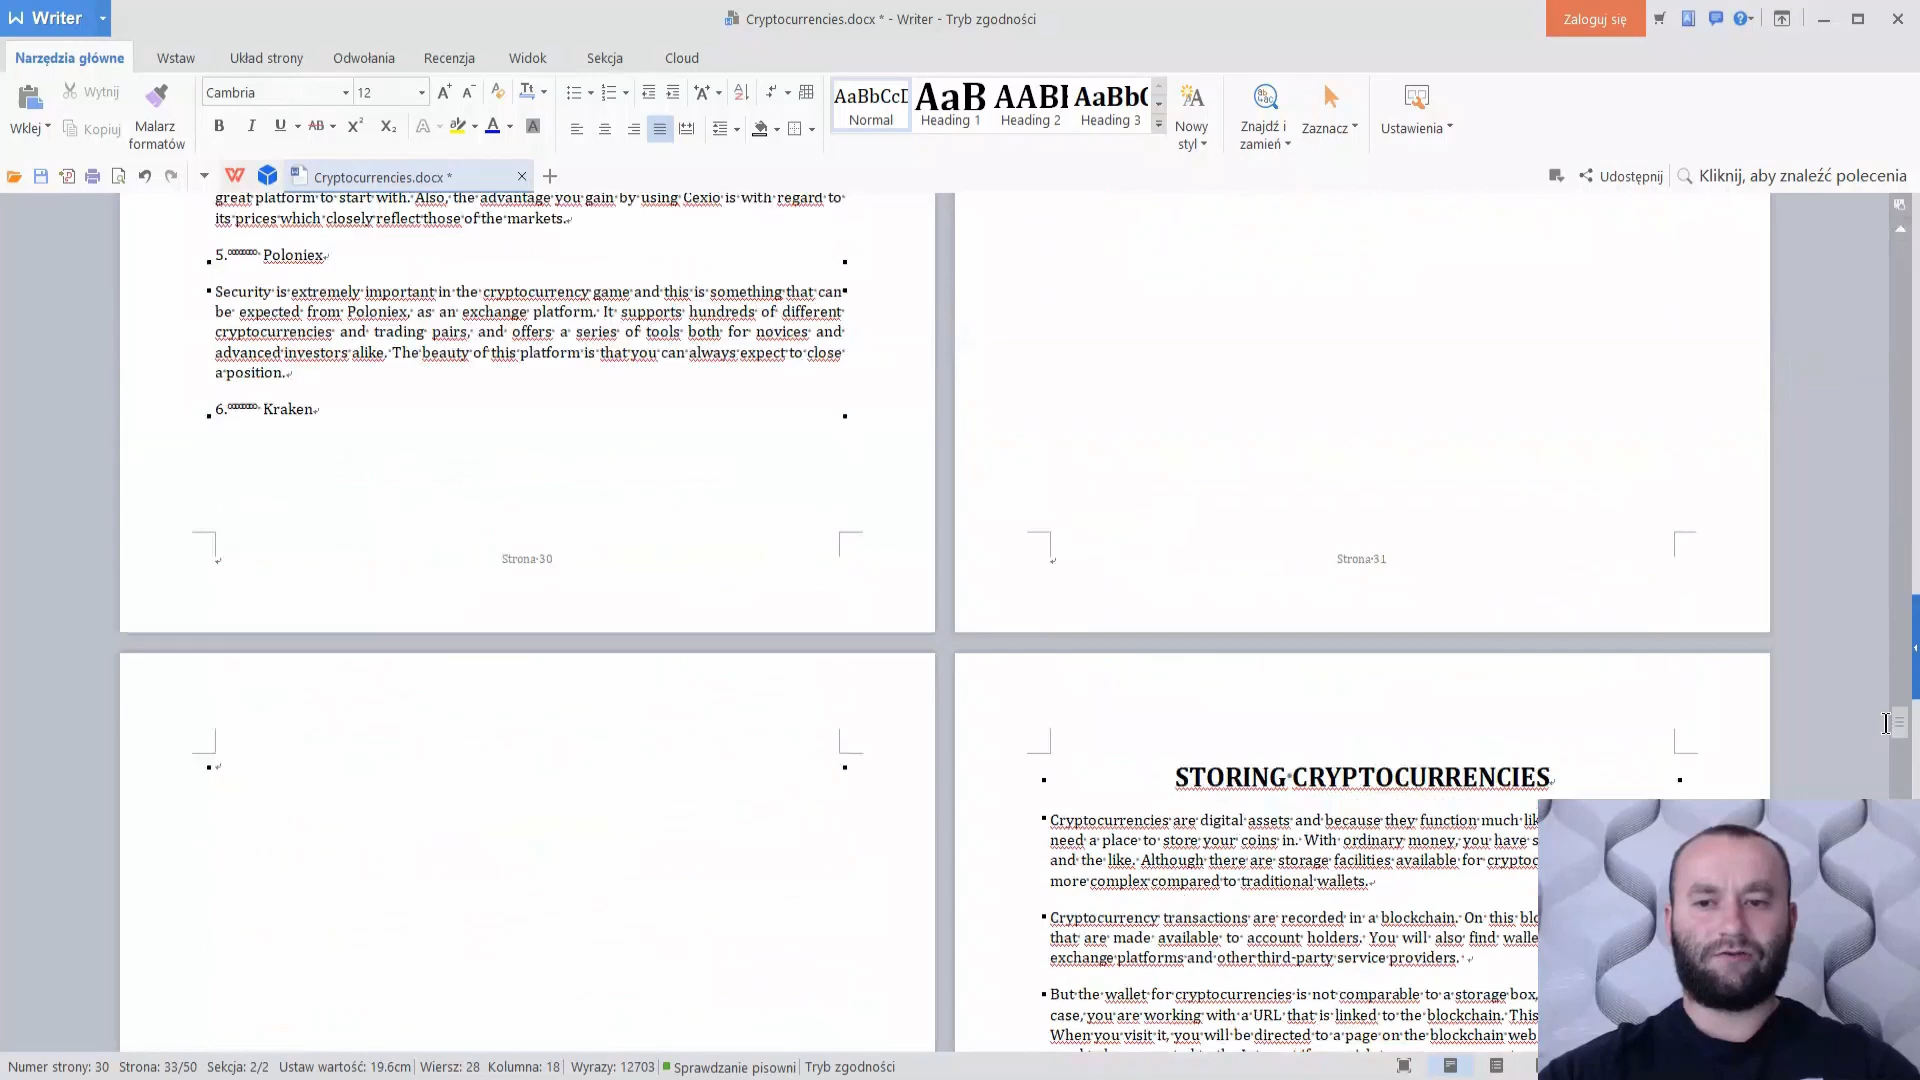 Writer
Cryptocurrencies.docx * - Writer - Tryb zgodności
Zaloguj się
Narzędzia główne
Wstaw
Układ strony
Odwołania
Recenzja
Widok
Sekcja
Cloud
Wklej
Wytnij
Kopiuj
Malarz formatów
Cambria
12
AaBbCcD
Normal
AaB
Heading 1
AABI
Heading 2
AaBb(
Heading 3
Nowy styl
Znajdź i zamień
Zaznacz
Ustawienia
Cryptocurrencies.docx *
Udostępnij
Kliknij, aby znaleźć polecenia
great platform to start with. Also, the advantage you gain by using Cexio is with regard to
its prices which closely reflect those of the markets.
5. Poloniex
Security is extremely important in the cryptocurrency game and this is something that can
be expected from Poloniex, as an exchange platform. It supports hundreds of different
cryptocurrencies and trading pairs, and offers a series of tools both for novices and
advanced investors alike. The beauty of this platform is that you can always expect to close
a position.
6. Kraken
Strona 30
Strona 31
STORING CRYPTOCURRENCIES
Cryptocurrencies are digital assets and because they function much
need a place to store your coins in. With ordinary money, you have
and the like. Although there are storage facilities available for
more complex compared to traditional wallets.
Cryptocurrency transactions are recorded in a blockchain. On this
that are made available to account holders. You will also find
exchange platforms and other third-party service providers.
But the wallet for cryptocurrencies is not comparable to a storage box,
case, you are working with a URL that is linked to the blockchain. This
When you visit it, you will be directed to a page on the blockchain
Numer strony: 30
Strona: 33/50
Sekcja: 2/2
Ustaw wartość: 19.6cm
Wiersz: 28
Kolumna: 18
Wyrazy: 12703
Sprawdzanie pisowni
Tryb zgodności